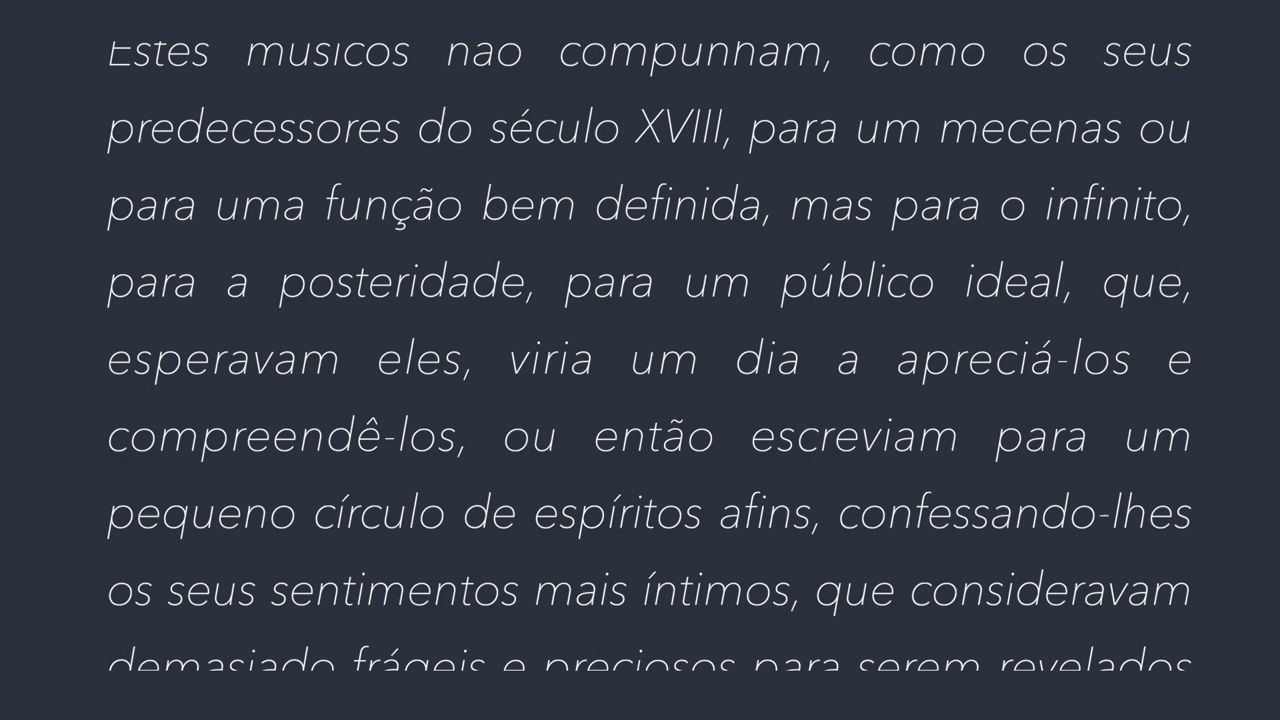 Estes músicos não compunham, como os seus
predecessores do século XVIII, para um mecenas ou
para uma função bem definida, mas para o infinito,
para a posteridade, para um público ideal, que,
esperavam eles, viria um dia a apreciá-los e
compreendê-los, ou então escreviam para um
pequeno círculo de espíritos afins, confessando-lhes
os seus sentimentos mais íntimos, que consideravam
demasiado frágeis e preciosos para serem revelados